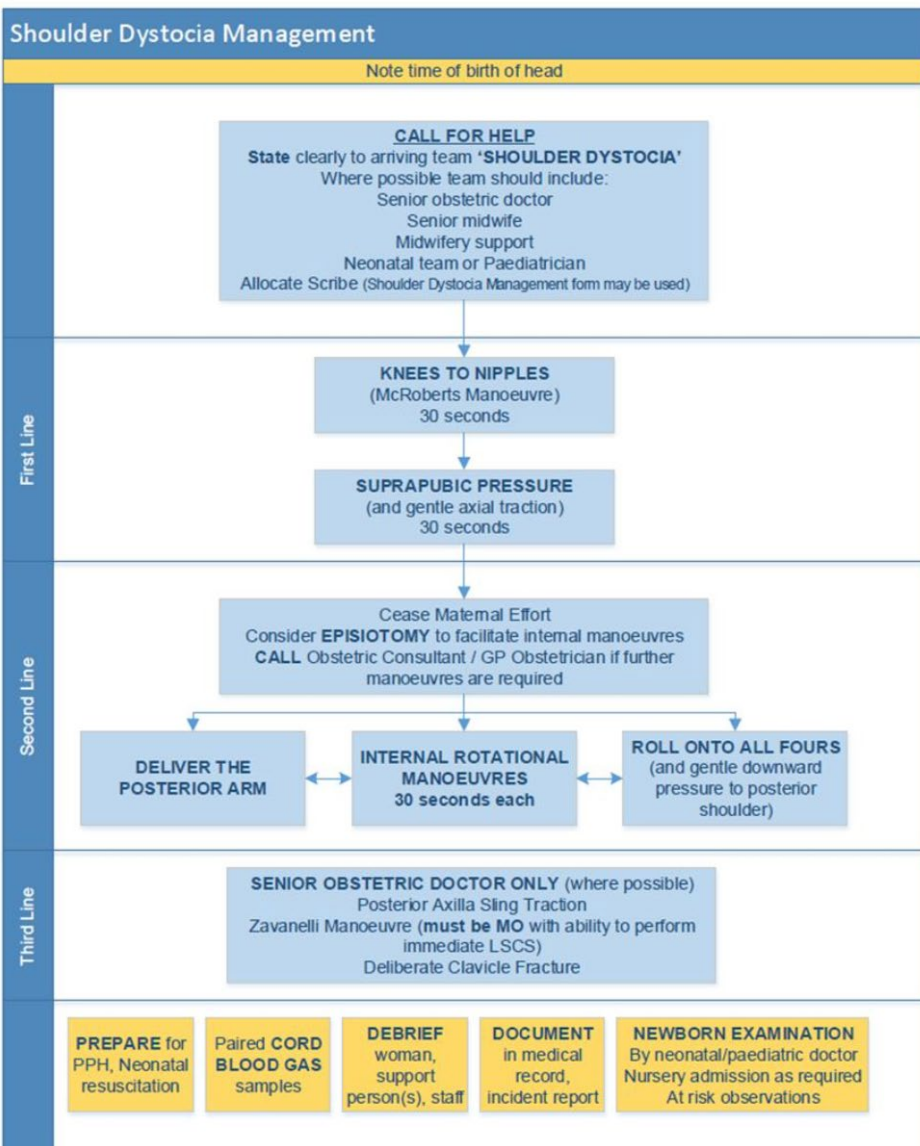 Shoulder Dystocia Management
Note time of birth of head
CALL FOR HELP
State clearly to arriving team ‘SHOULDER DYSTOCIA’
Where possible team should include:
Senior obstetric doctor
Senior midwife
Midwifery support
Neonatal team or Paediatrician
Allocate Scribe (Shoulder Dystocia Management form may be used)
First Line
KNEES TO NIPPLES
(McRoberts Manoeuvre)
30 seconds
SUPRAPUBIC PRESSURE
(and gentle axial traction)
30 seconds
Second Line
Cease Maternal Effort
Consider EPISIOTOMY to facilitate internal manoeuvres
CALL Obstetric Consultant / GP Obstetrician if further
manoeuvres are required
DELIVER THE
POSTERIOR ARM
INTERNAL ROTATIONAL
MANOEUVRES
30 seconds each
ROLL ONTO ALL FOURS
(and gentle downward
pressure to posterior
shoulder)
Third Line
SENIOR OBSTETRIC DOCTOR ONLY (where possible)
Posterior Axilla Sling Traction
Zavanelli Manoeuvre (must be MO with ability to perform
immediate LSCS)
Deliberate Clavicle Fracture
PREPARE for
PPH, Neonatal
resuscitation
Paired CORD
BLOOD GAS
samples
DEBRIEF
woman,
support
person(s), staff
DOCUMENT
in medical
record,
incident report
NEWBORN EXAMINATION
By neonatal/paediatric doctor
Nursery admission as required
At risk observations